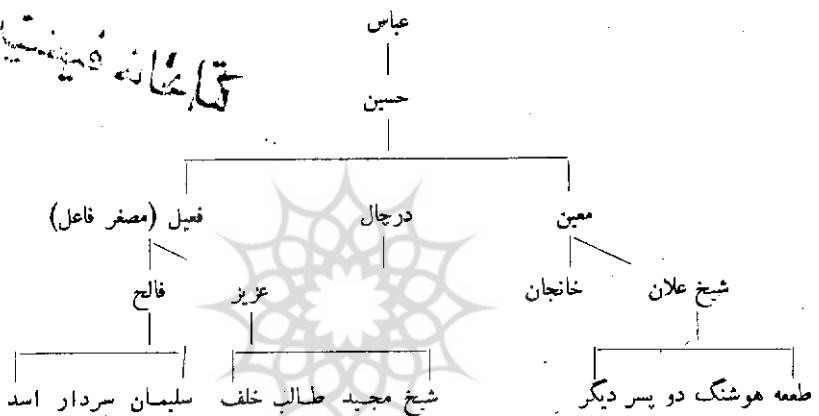 عباس
حسین
معین درچال فعیل (مصغر فاعل)
شیخ علان خانجان عزیز فالح
طعمه هوشنگ دو پسر دیگر شیخ مجید طالب خلف سلیمان سردار اسد